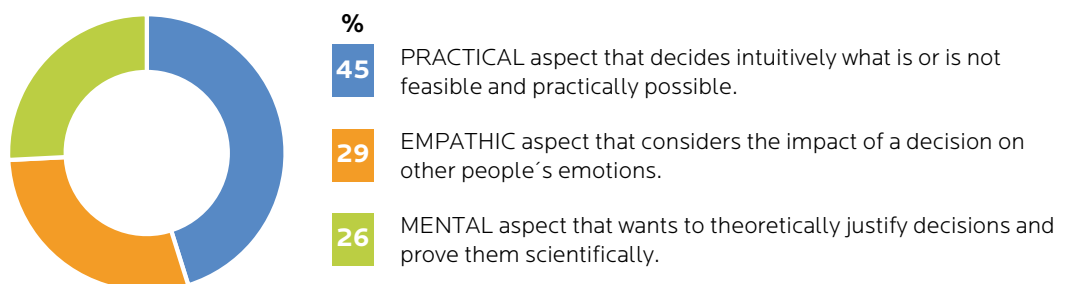 %
45
PRACTICAL aspect that decides intuitively what is or is not
feasible and practically possible.
29
EMPATHIC aspect that considers the impact of a decision on
other people´s emotions.
26
MENTAL aspect that wants to theoretically justify decisions and
prove them scientifically.